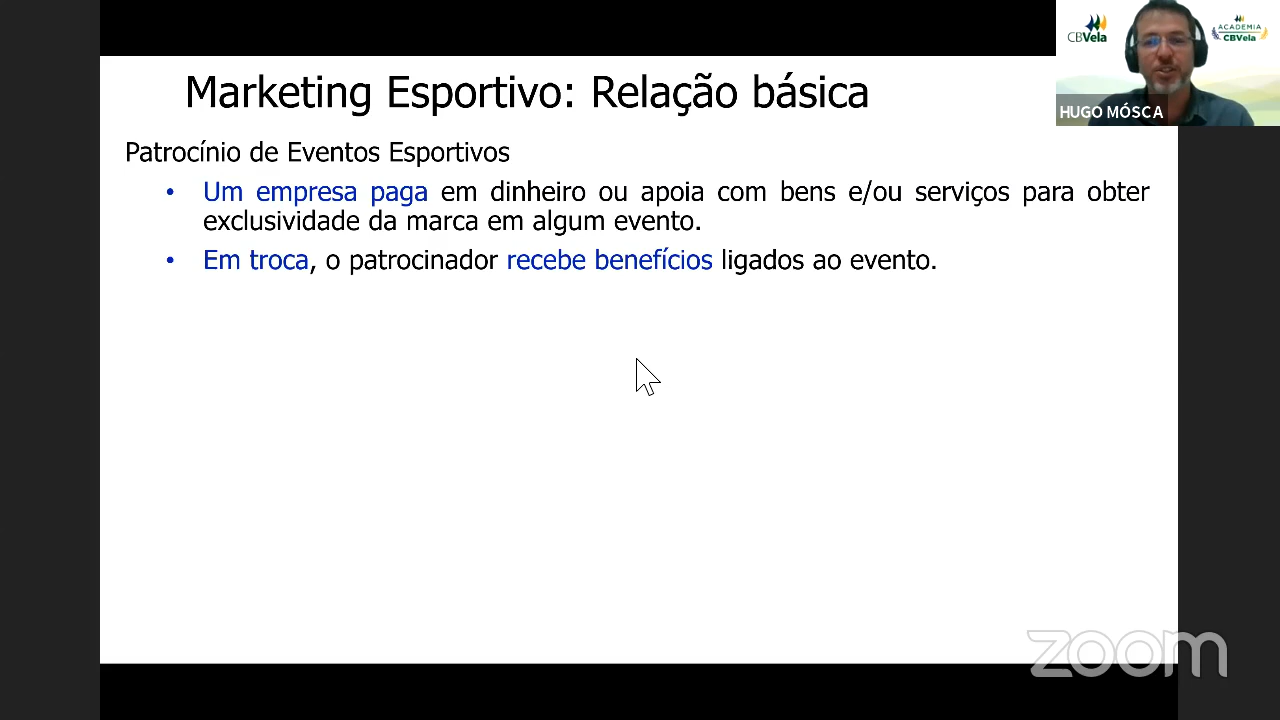 Marketing Esportivo: Relação básica
CBVela
ACADEMIA
CBVela
HUGO MÓSCA
Patrocínio de Eventos Esportivos
• Um empresa paga em dinheiro ou apoia com bens e/ou serviços para obter
exclusividade da marca em algum evento.
• Em troca, o patrocinador recebe benefícios ligados ao evento.
zoom